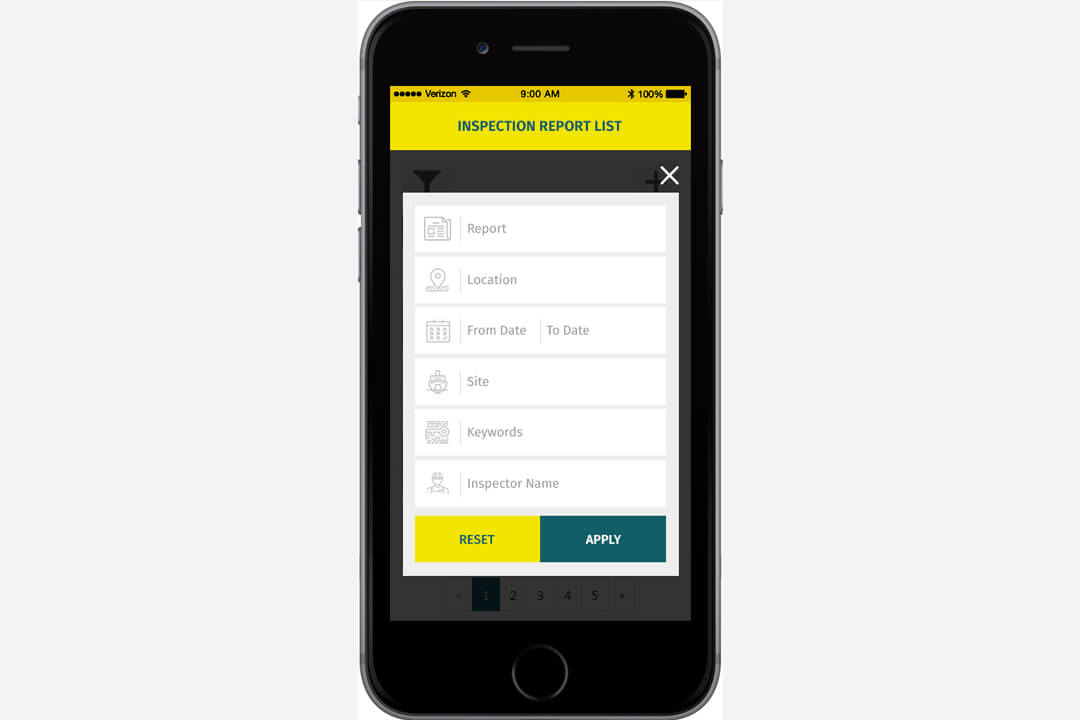 Verizon 9:00 AM 100%
INSPECTION REPORT LIST
Report
Location
From Date To Date
Site
Keywords
Inspector Name
RESET APPLY
« 1 2 3 4 5 »